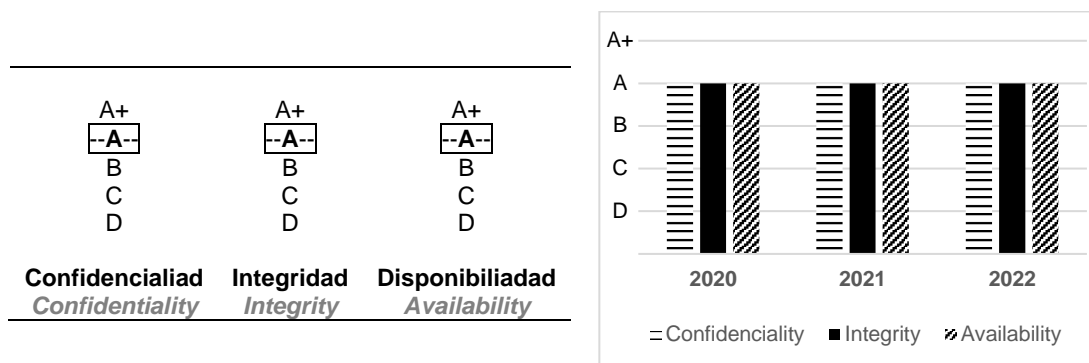 A+ A+ A+
--A-- --A-- --A--
B B B
C C C
D D D
Confidencialiad Integridad Disponibiliadad
Confidentiality Integrity Availability
A+
A
B
C
D
2020 2021 2022
Confidenciality Integrity Availability